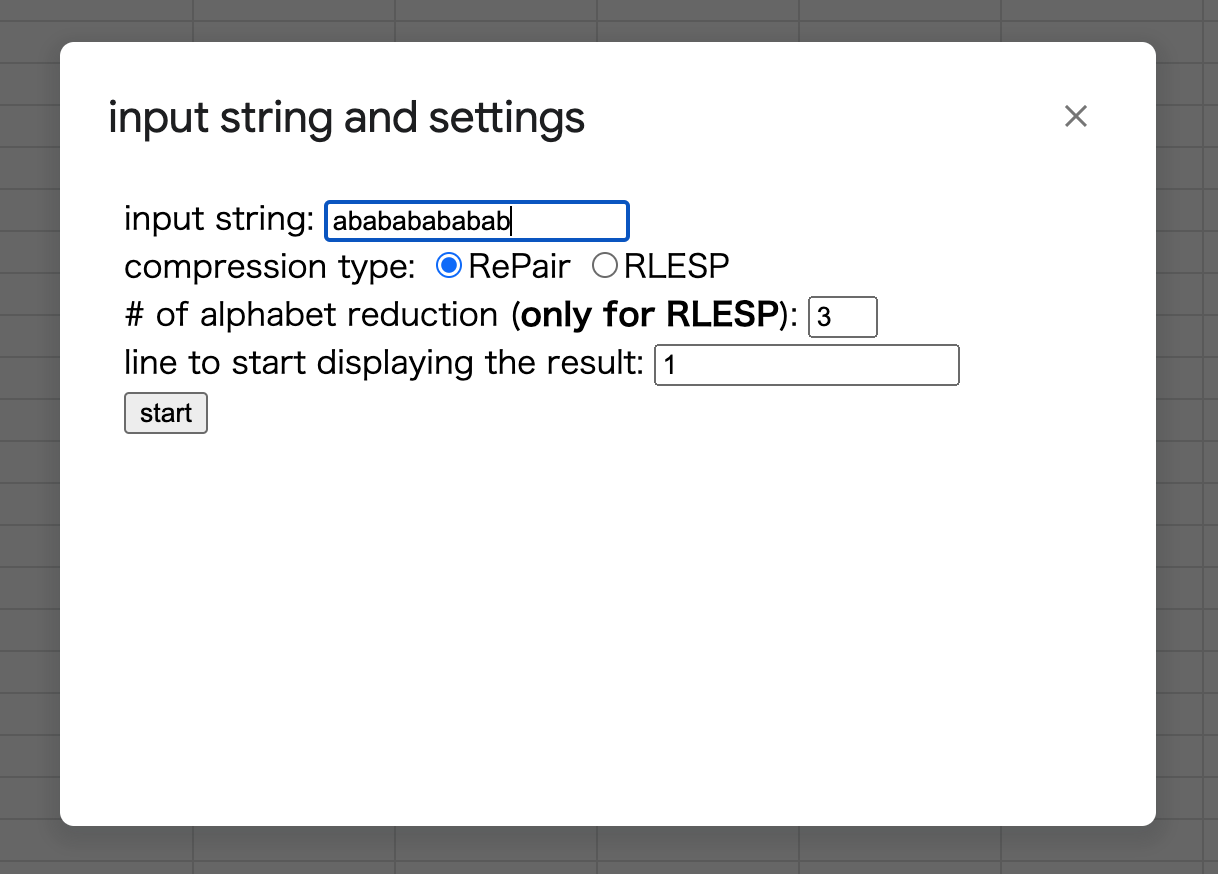 input string and settings
input string: abababababab
compression type: RePair RLESP
# of alphabet reduction (only for RLESP): 3
line to start displaying the result: 1
start